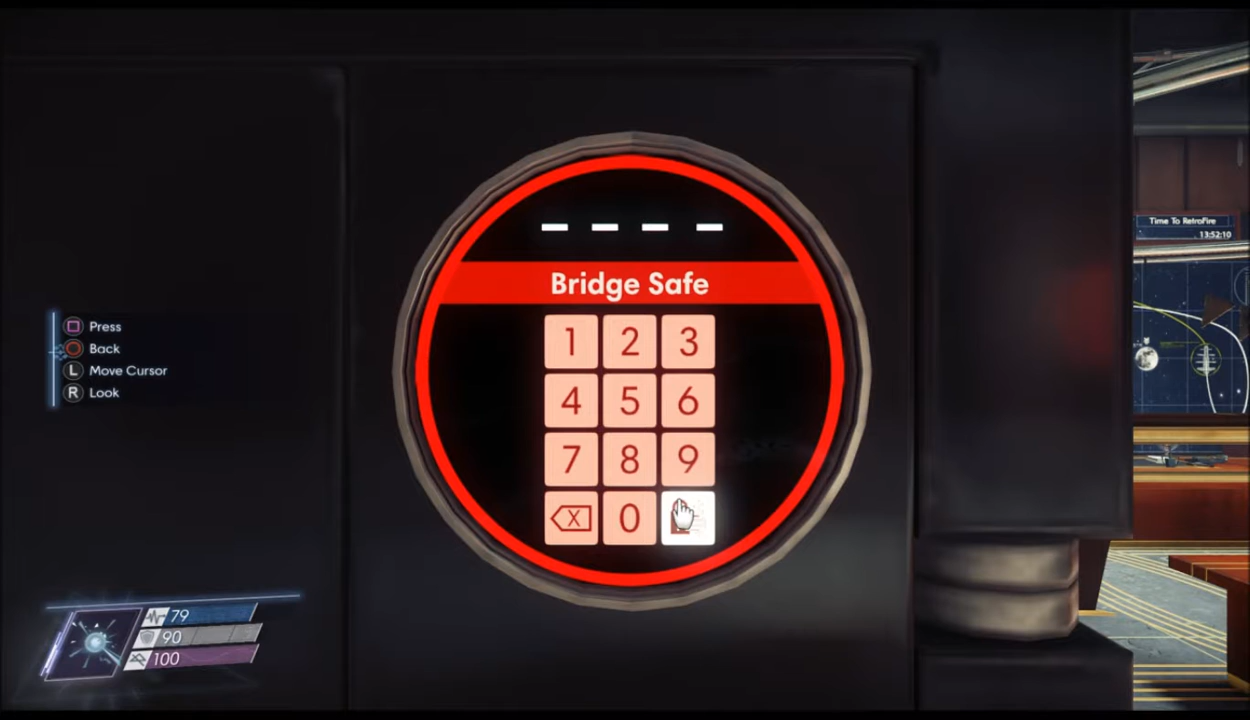 Time To RetroFire
13:52:10
Bridge Safe
1 2 3
4 5 6
7 8 9
X 0
Press
Back
L Move Cursor
R Look
79
90
100